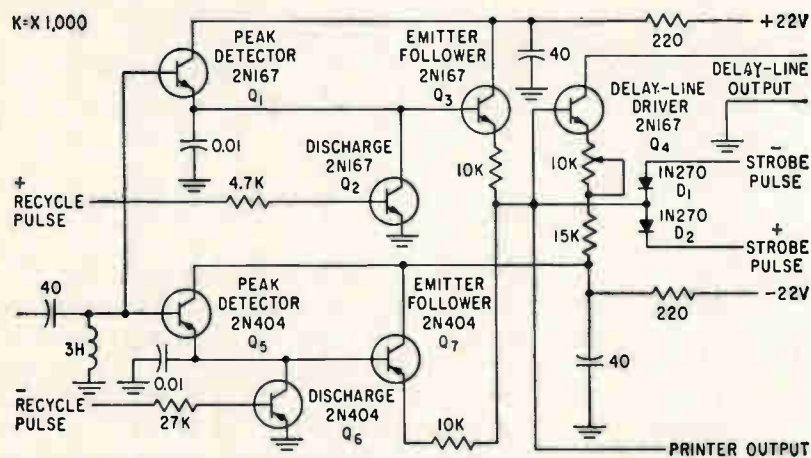 K=X 1,000
PEAK
DETECTOR
2N167
Q1
EMITTER
FOLLOWER
2N167
Q3
40
220
+22V
DELAY-LINE
OUTPUT
DELAY-LINE
DRIVER
2N167
Q4
0.01
DISCHARGE
2N167
Q2
10K
10K
1N270
D1
−
STROBE
PULSE
+
RECYCLE
PULSE
4.7K
15K
1N270
D2
+
STROBE
PULSE
40
3H
PEAK
DETECTOR
2N404
Q5
EMITTER
FOLLOWER
2N404
Q7
-22V
220
40
0.01
−
RECYCLE
PULSE
27K
DISCHARGE
2N404
Q6
10K
PRINTER OUTPUT